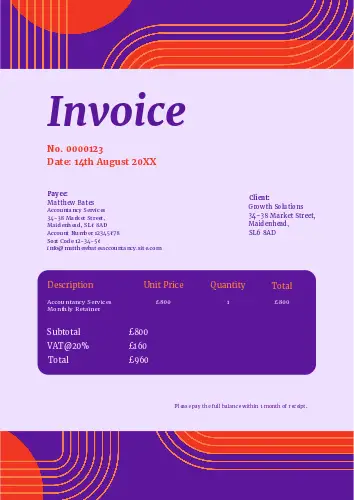 Invoice
No. 0000123
Date: 14th August 20XX
Payee:
Matthew Bates
Accountancy Services
34-38 Market Street,
Maidenhead, SL6 8AD
Account Number 12345678
Sort Code 12-34-56
info@matthewbatesaccountancy.site.com
Client:
Growth Solutions
34-38 Market Street,
Maidenhead,
SL6 8AD
Description Unit Price Quantity Total
Accountancy Services £800 1 £800
Monthly Retainer
Subtotal £800
VAT@20% £160
Total £960
Please pay the full balance within 1 month of receipt.